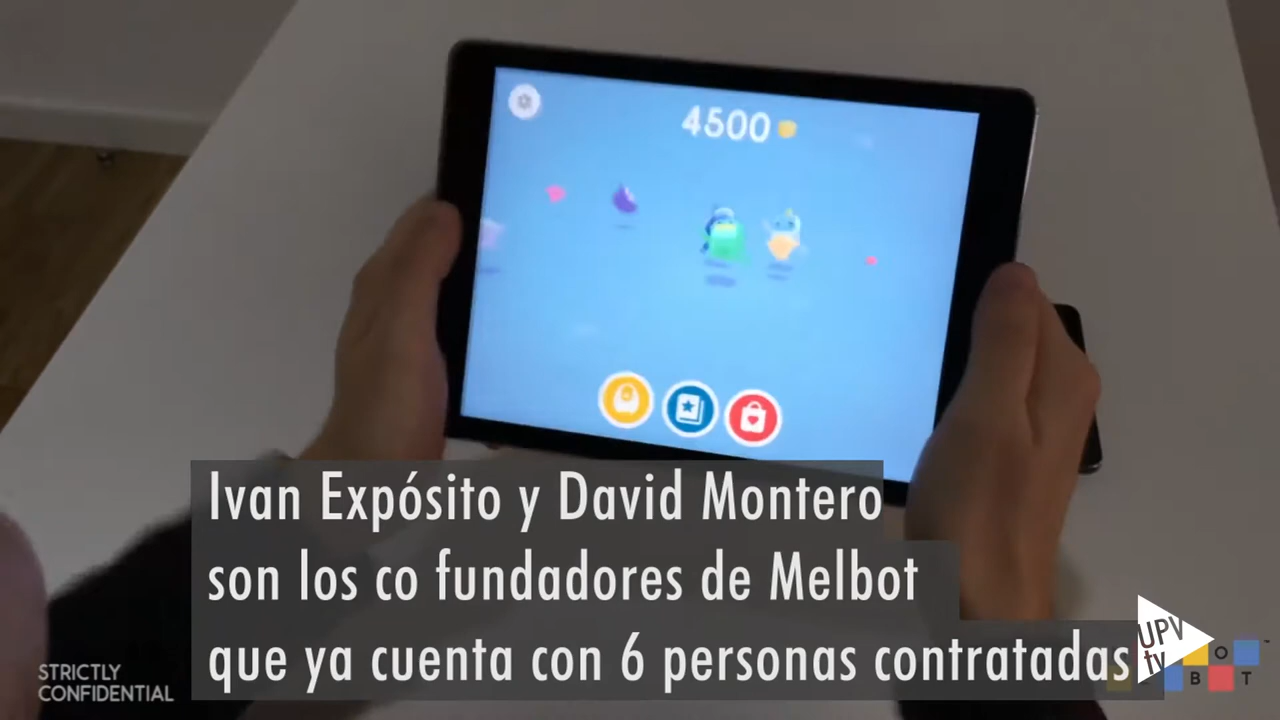 4500
Ivan Expósito y David Montero
son los co fundadores de Melbot
que ya cuenta con 6 personas contratadas
STRICTLY
CONFIDENTIAL
UPV
tv
O
B T